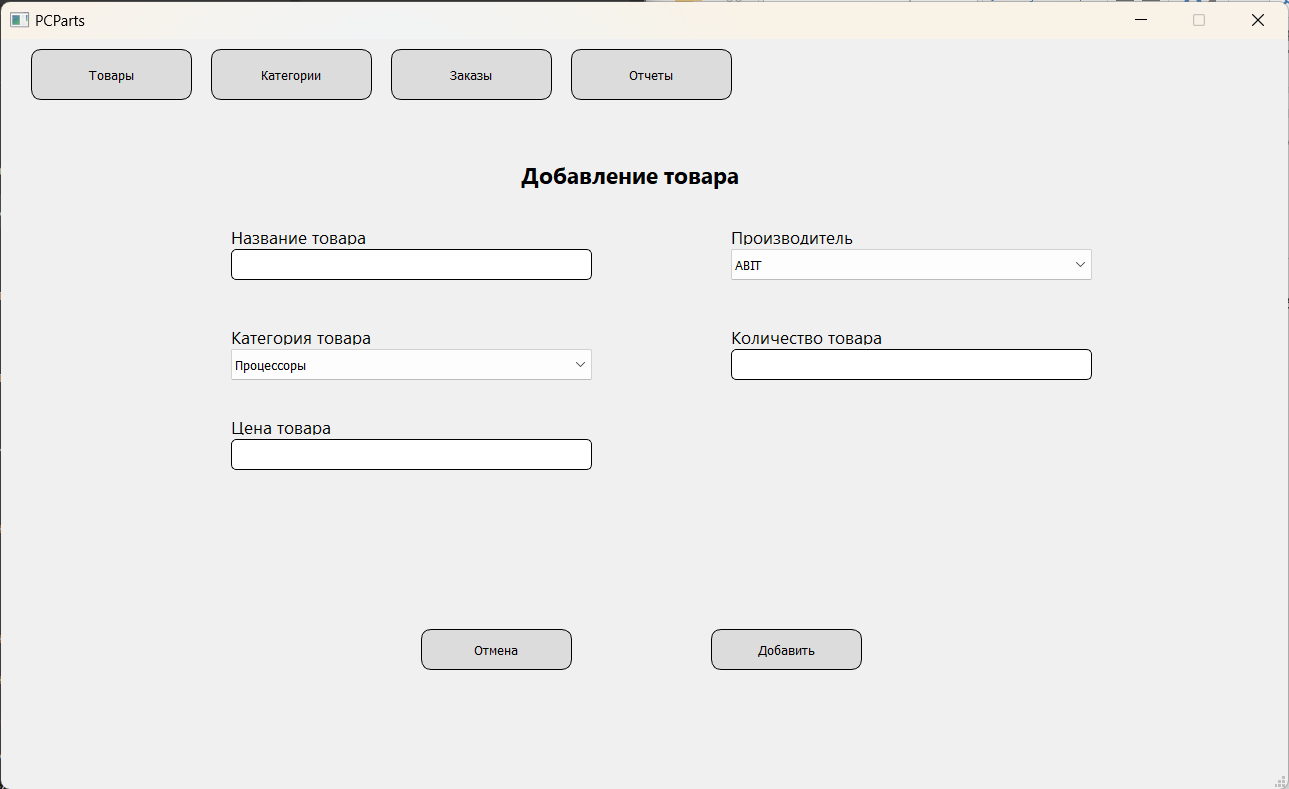 PCParts
Товары
Категории
Заказы
Отчеты
Добавление товара
Название товара
Производитель
ABIT
Категория товара
Количество товара
Процессоры
Цена товара
Отмена
Добавить